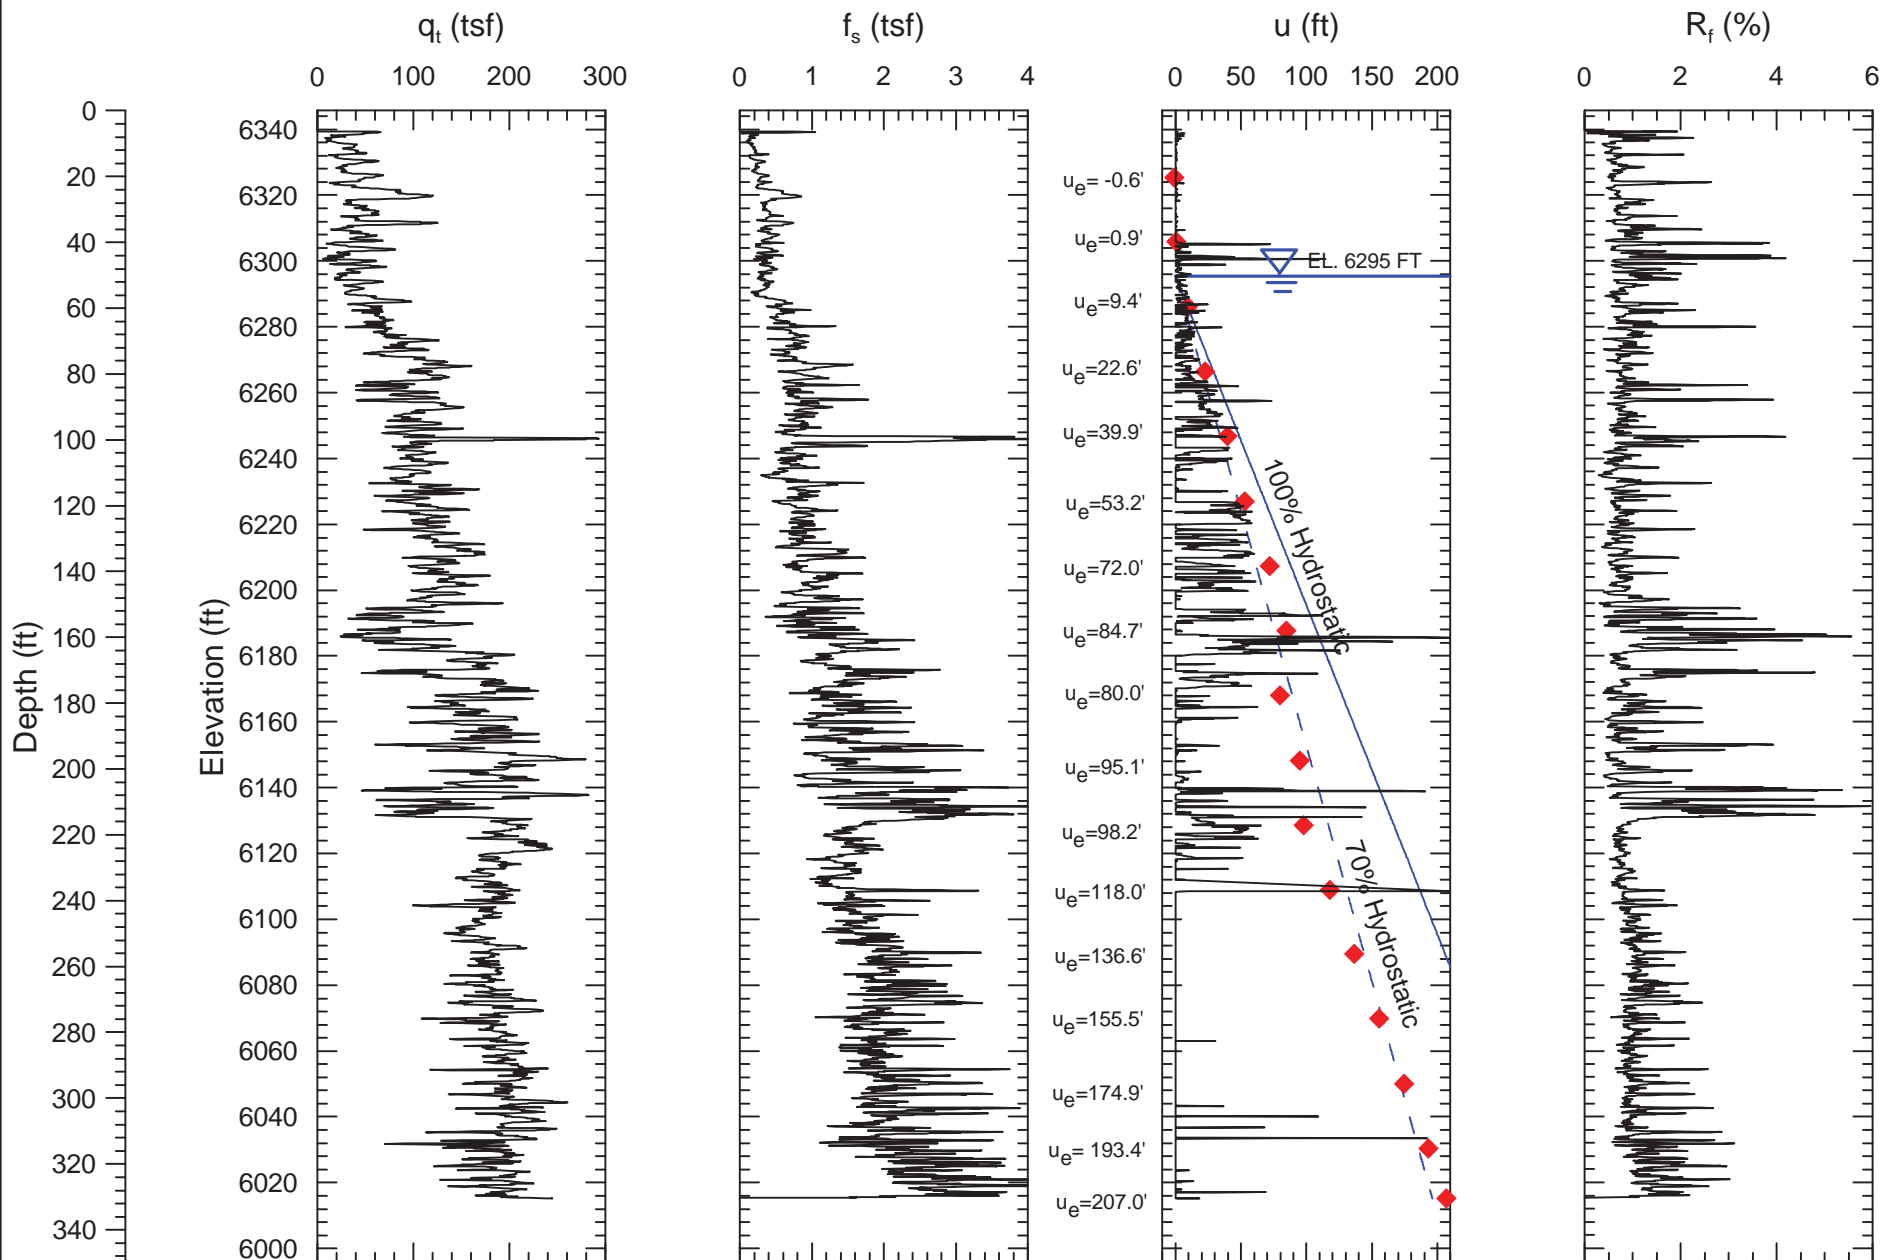 qt (tsf)
fs (tsf)
u (ft)
Rf (%)
0 100 200 300
0 1 2 3 4
0 50 100 150 200
0 2 4 6
Depth (ft)
0
20
40
60
80
100
120
140
160
180
200
220
240
260
280
300
320
340
Elevation (ft)
6340
6320
6300
6280
6260
6240
6220
6200
6180
6160
6140
6120
6100
6080
6060
6040
6020
6000
ue= -0.6'
ue=0.9'
ue=9.4'
ue=22.6'
ue=39.9'
ue=53.2'
ue=72.0'
ue=84.7'
ue=80.0'
ue=95.1'
ue=98.2'
ue=118.0'
ue=136.6'
ue=155.5'
ue=174.9'
ue= 193.4'
ue=207.0'
EL. 6295 FT
100% Hydrostatic
70% Hydrostatic